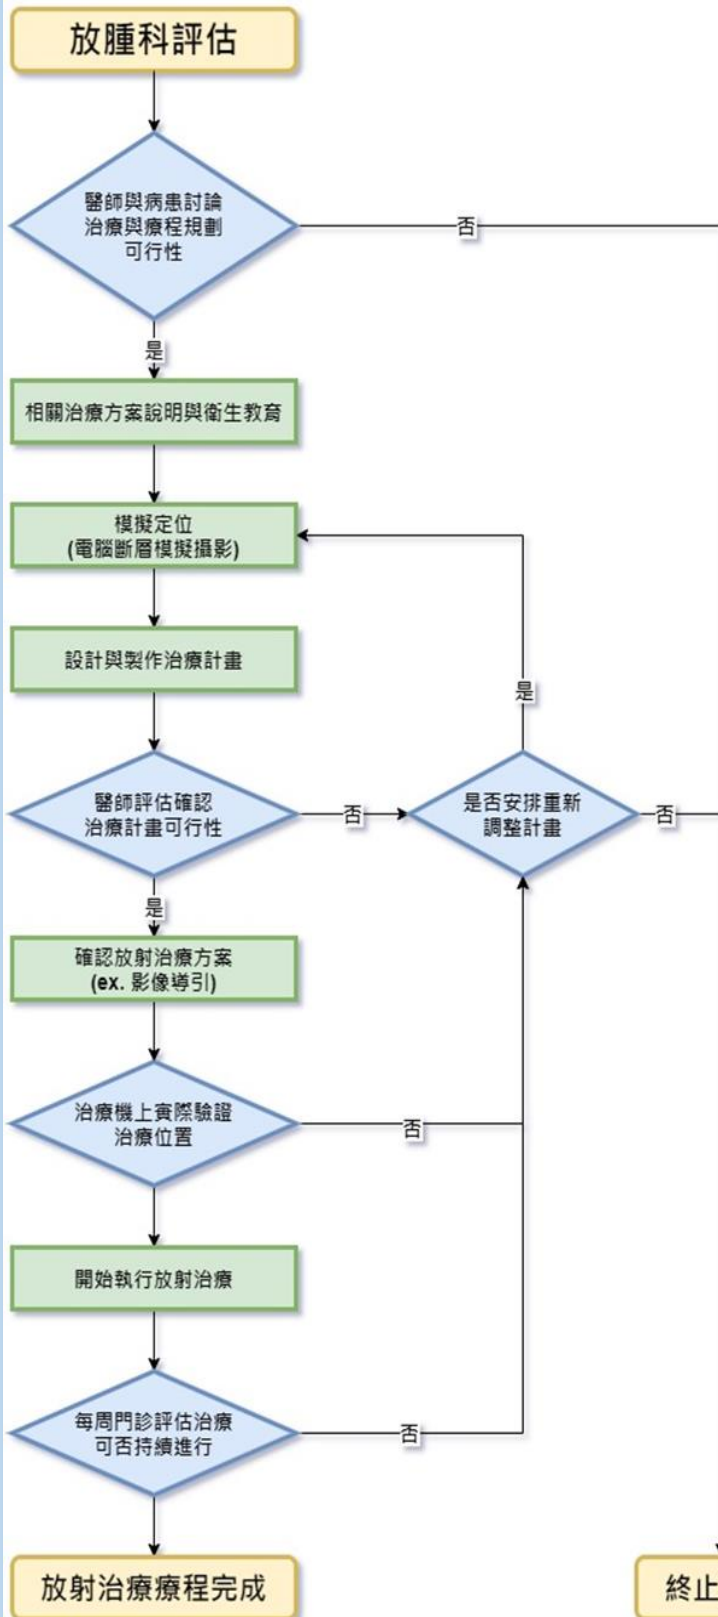 放腫科評估
醫師與病患討論
治療與療程規劃
可行性
否
是
相關治療方案說明與衛生教育
模擬定位
(電腦斷層模擬攝影)
設計與製作治療計畫
是
醫師評估確認
治療計畫可行性
否
是否安排重新
調整計畫
否
是
確認放射治療方案
(ex. 影像導引)
治療機上實際驗證
治療位置
否
開始執行放射治療
每周門診評估治療
可否持續進行
否
放射治療療程完成
終止